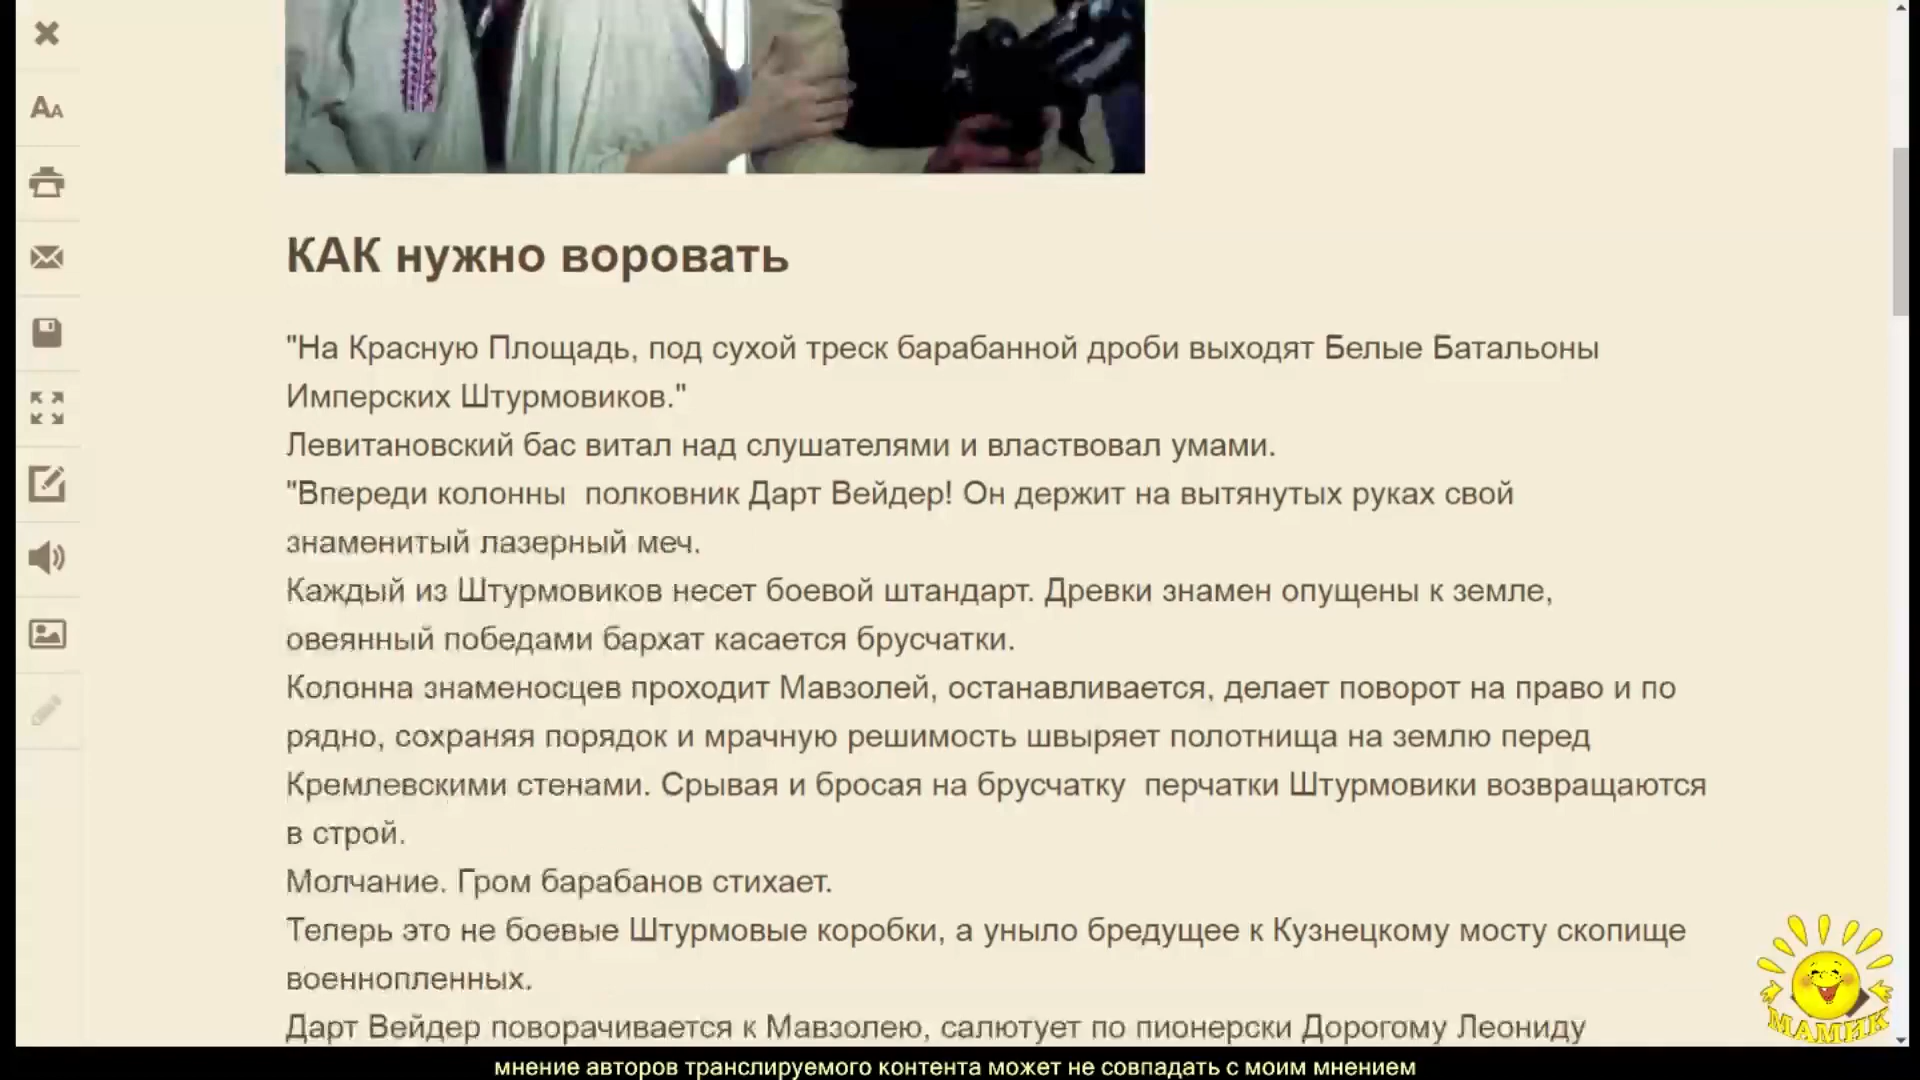 AA
КАК нужно воровать
"На Красную Площадь, под сухой треск барабанной дроби выходят Белые Батальоны
Имперских Штурмовиков."
Левитановский бас витал над слушателями и властвовал умами.
"Впереди колонны полковник Дарт Вейдер! Он держит на вытянутых руках свой
знаменитый лазерный меч.
Каждый из Штурмовиков несет боевой штандарт. Древки знамен опущены к земле,
овеянный победами бархат касается брусчатки.
Колонна знаменосцев проходит Мавзолей, останавливается, делает поворот на право и по
рядно, сохраняя порядок и мрачную решимость швыряет полотнища на землю перед
Кремлевскими стенами. Срывая и бросая на брусчатку перчатки Штурмовики возвращаются
в строй.
Молчание. Гром барабанов стихает.
Теперь это не боевые Штурмовые коробки, а уныло бредущее к Кузнецкому мосту скопище
военнопленных.
Дарт Вейдер поворачивается к Мавзолею, салютует по пионерски Дорогому Леониду
МАМИК
мнение авторов транслируемого контента может не совпадать с моим мнением